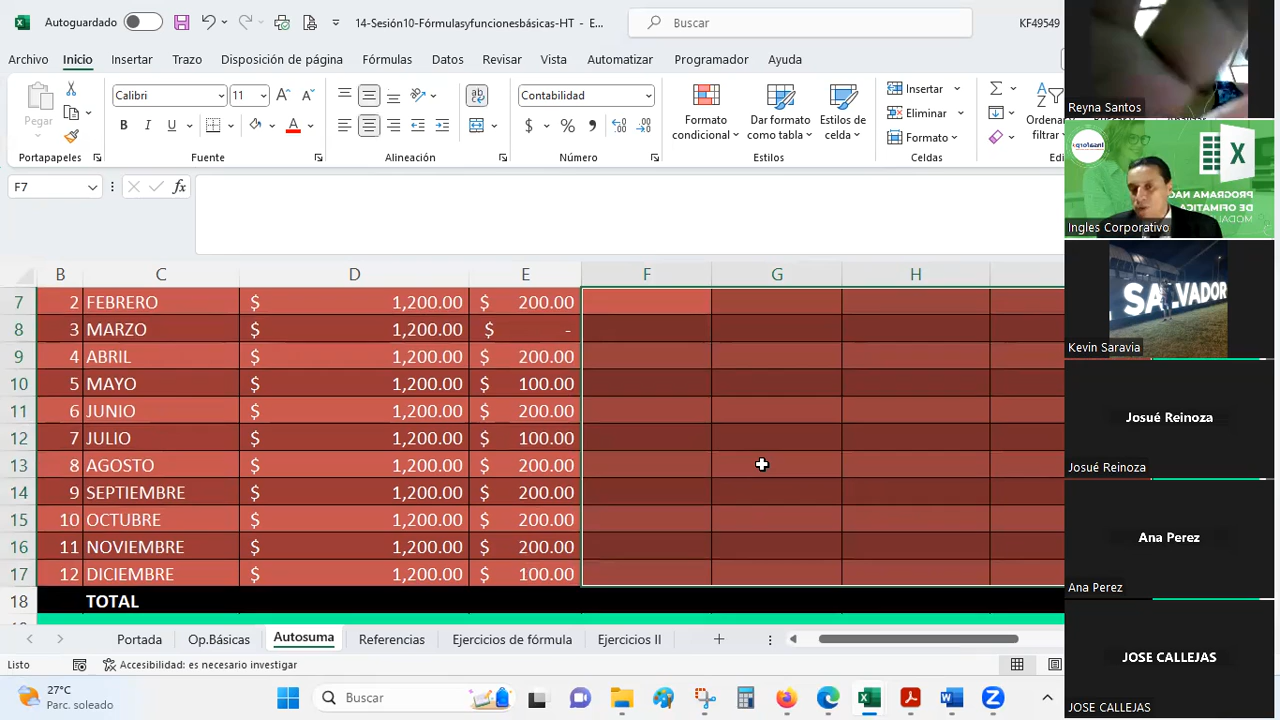 Autoguardado
14-Sesión10-Fórmulasyfuncionesbásicas-HT - E...
Buscar
KF49549
Archivo Inicio Insertar Trazo Disposición de página Fórmulas Datos Revisar Vista Automatizar Programador Ayuda
Pegar
Portapapeles
Calibri 11
N K S
Fuente
Alineación
Contabilidad
$ %
Número
Formato condicional
Dar formato como tabla
Estilos de celda
Estilos
Insertar
Eliminar
Formato
Celdas
Ordenar
filtrar
F7
fx
B C D E F G H
7 2 FEBRERO $ 1,200.00 $ 200.00
8 3 MARZO $ 1,200.00 $ -
9 4 ABRIL $ 1,200.00 $ 200.00
10 5 MAYO $ 1,200.00 $ 100.00
11 6 JUNIO $ 1,200.00 $ 200.00
12 7 JULIO $ 1,200.00 $ 100.00
13 8 AGOSTO $ 1,200.00 $ 200.00
14 9 SEPTIEMBRE $ 1,200.00 $ 200.00
15 10 OCTUBRE $ 1,200.00 $ 200.00
16 11 NOVIEMBRE $ 1,200.00 $ 200.00
17 12 DICIEMBRE $ 1,200.00 $ 100.00
18 TOTAL
Portada Op.Básicas Autosuma Referencias Ejercicios de fórmula Ejercicios II
Listo
Accesibilidad: es necesario investigar
27°C
Parc. soleado
Buscar
Reyna Santos
PROGRAMA NAC
DE OFIMATICA
Ingles Corporativo
SALVADOR
Kevin Saravia
Josué Reinoza
Josué Reinoza
Ana Perez
Ana Perez
JOSE CALLEJAS
JOSE CALLEJAS